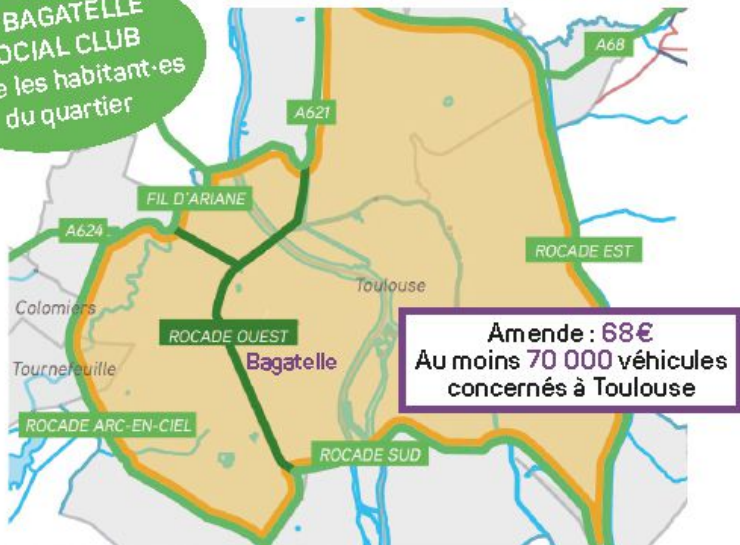 BAGATELLE
OCIAL CLUB
e les habitant·es
du quartier
A68
A621
FIL D'ARIANE
A624
ROCADE EST
Toulouse
Colomiers
ROCADE OUEST
Amende : 68€
Au moins 70 000 véhicules
concernés à Toulouse
Bagatelle
Tournefeuille
ROCADE ARC-EN-CIEL
ROCADE SUD